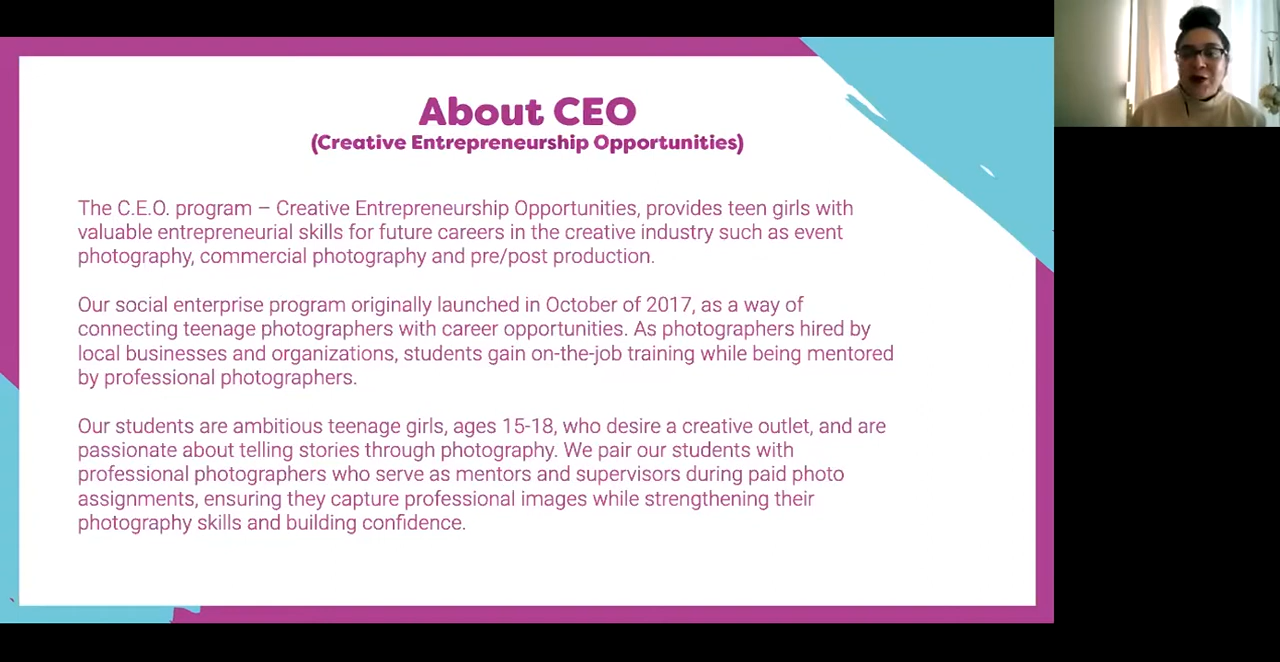 About CEO
(Creative Entrepreneurship Opportunities)
The C.E.O. program – Creative Entrepreneurship Opportunities, provides teen girls with
valuable entrepreneurial skills for future careers in the creative industry such as event
photography, commercial photography and pre/post production.
Our social enterprise program originally launched in October of 2017, as a way of
connecting teenage photographers with career opportunities. As photographers hired by
local businesses and organizations, students gain on-the-job training while being mentored
by professional photographers.
Our students are ambitious teenage girls, ages 15-18, who desire a creative outlet, and are
passionate about telling stories through photography. We pair our students with
professional photographers who serve as mentors and supervisors during paid photo
assignments, ensuring they capture professional images while strengthening their
photography skills and building confidence.